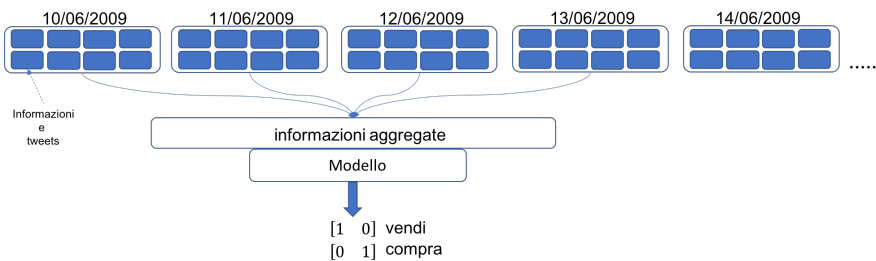 10/06/2009 11/06/2009 12/06/2009 13/06/2009 14/06/2009
.....
Informazioni
e
tweets
informazioni aggregate
Modello
[1 0] vendi
[0 1] compra